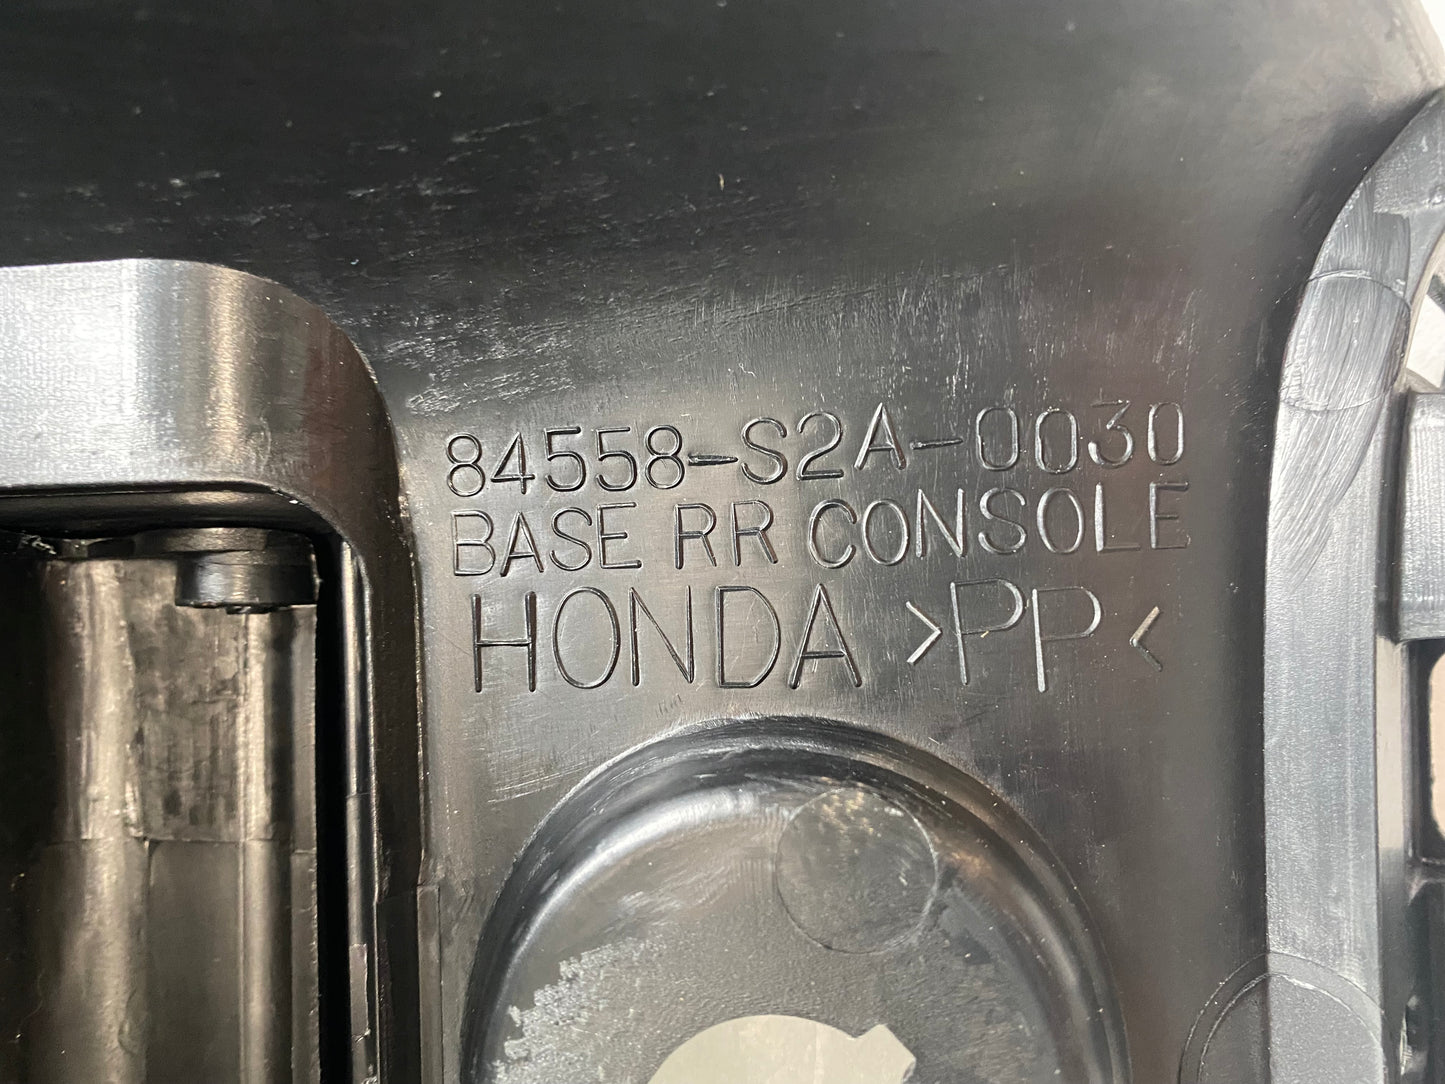 84558-S2A-0030
BASE RR CONSOLE
HONDA >PP<